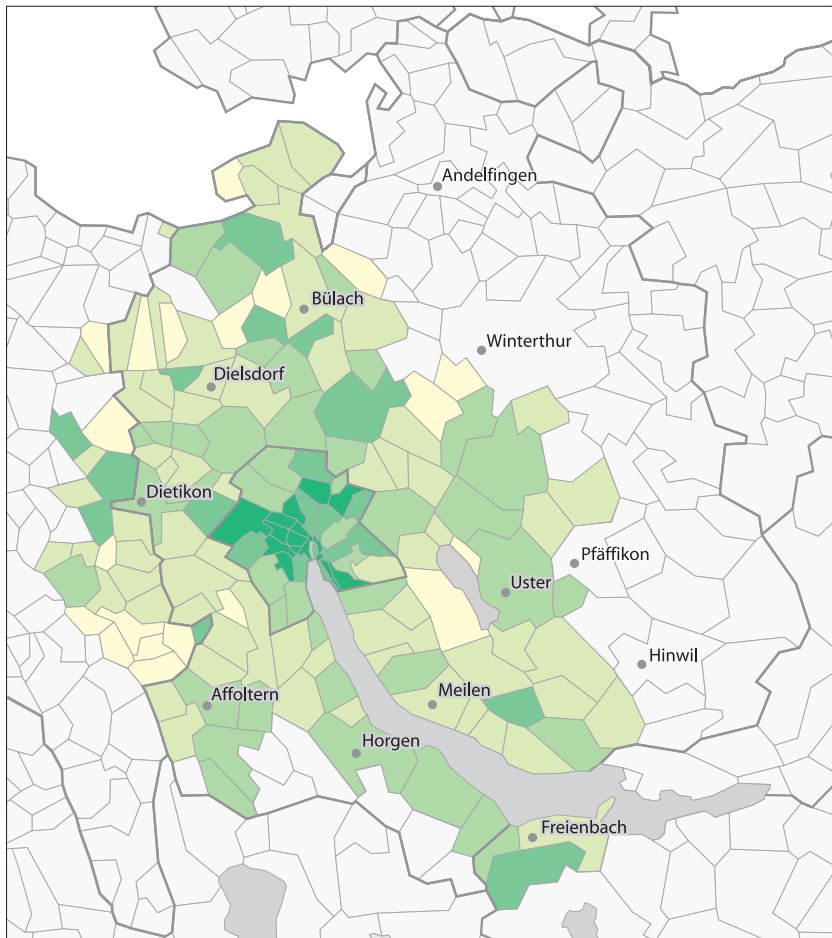 Andelfingen
Bülach
Winterthur
Dielsdorf
Dietikon
Pfäffikon
Uster
Hinwil
Affoltern
Meilen
Horgen
Freienbach